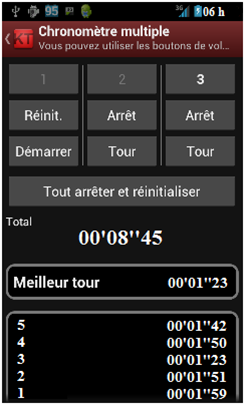 95 3G 06 h
KT Chronomètre multiple
Vous pouvez utiliser les boutons de vol...
1 2 3
Réinit. Arrêt Arrêt
Démarrer Tour Tour
Tout arrêter et réinitialiser
Total
00'08"45
Meilleur tour 00'01"23
5 00'01"42
4 00'01"50
3 00'01"23
2 00'01"51
1 00'01"59